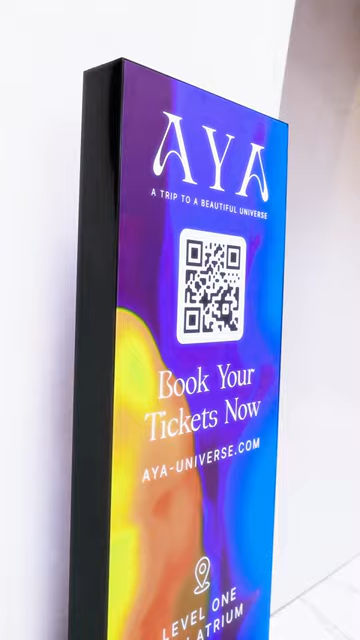 AYA
A TRIP TO A BEAUTIFUL UNIVERSE
Book Your
Tickets Now
AYA-UNIVERSE.COM
LEVEL ONE
ATRIUM